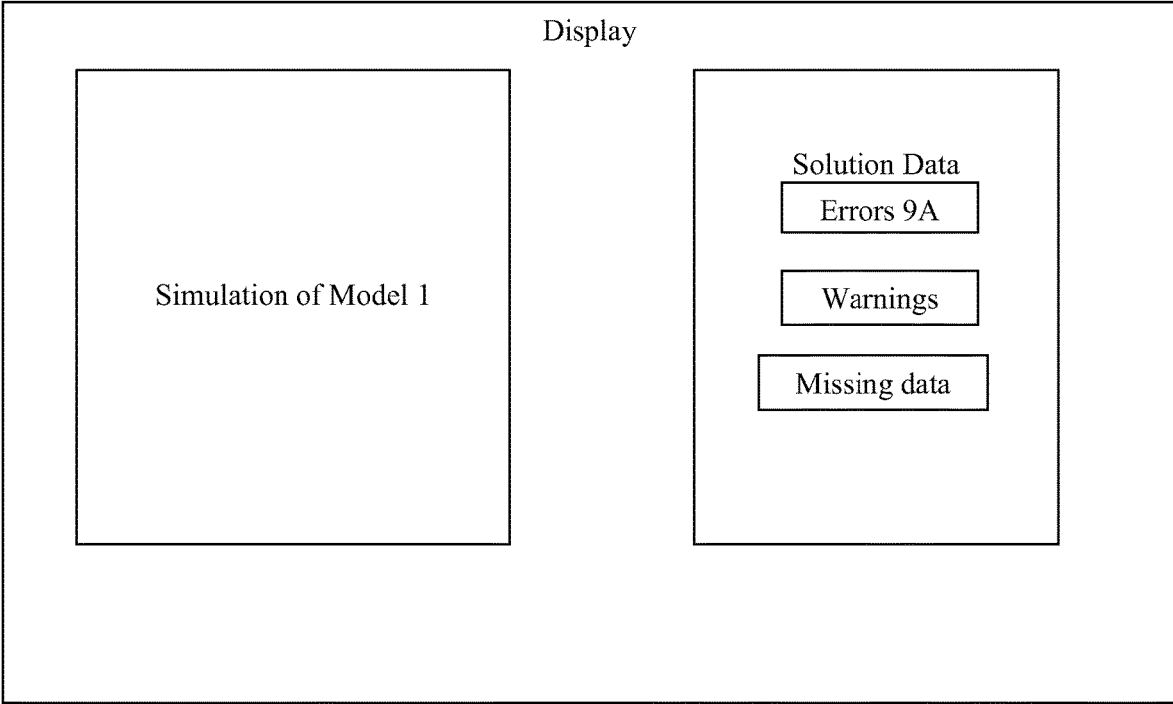 Display
Simulation of Model 1
Solution Data
Errors 9A
Warnings
Missing data